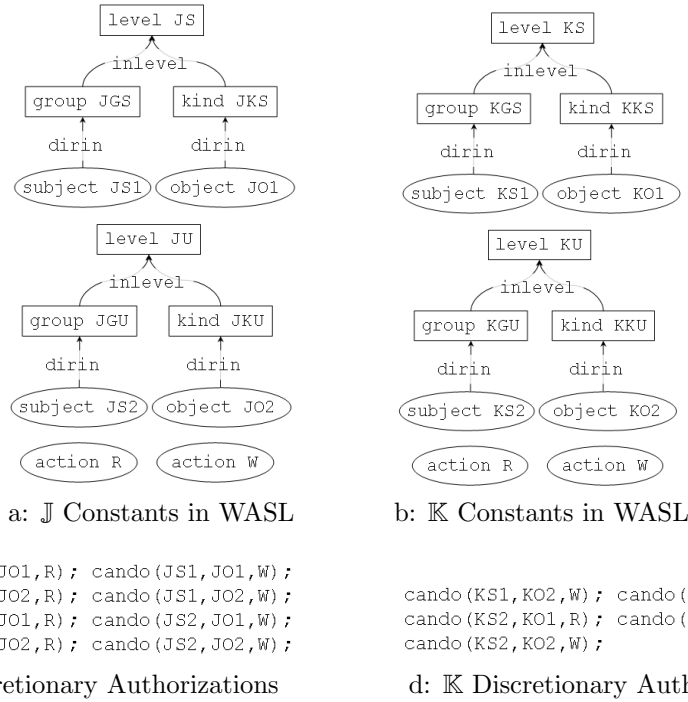 level JS
inlevel
group JGS kind JKS
dirin dirin
subject JS1 object JO1
level JU
inlevel
group JGU kind JKU
dirin dirin
subject JS2 object JO2
action R action W
a: 𝕁 Constants in WASL
level KS
inlevel
group KGS kind KKS
dirin dirin
subject KS1 object KO1
level KU
inlevel
group KGU kind KKU
dirin dirin
subject KS2 object KO2
action R action W
b: 𝕂 Constants in WASL
JO1,R); cando(JS1,JO1,W);
JO2,R); cando(JS1,JO2,W);
JO1,R); cando(JS2,JO1,W);
JO2,R); cando(JS2,JO2,W);
retionary Authorizations
cando(KS1,KO2,W); cando(
cando(KS2,KO1,R); cando(
cando(KS2,KO2,W);
d: 𝕂 Discretionary Auth